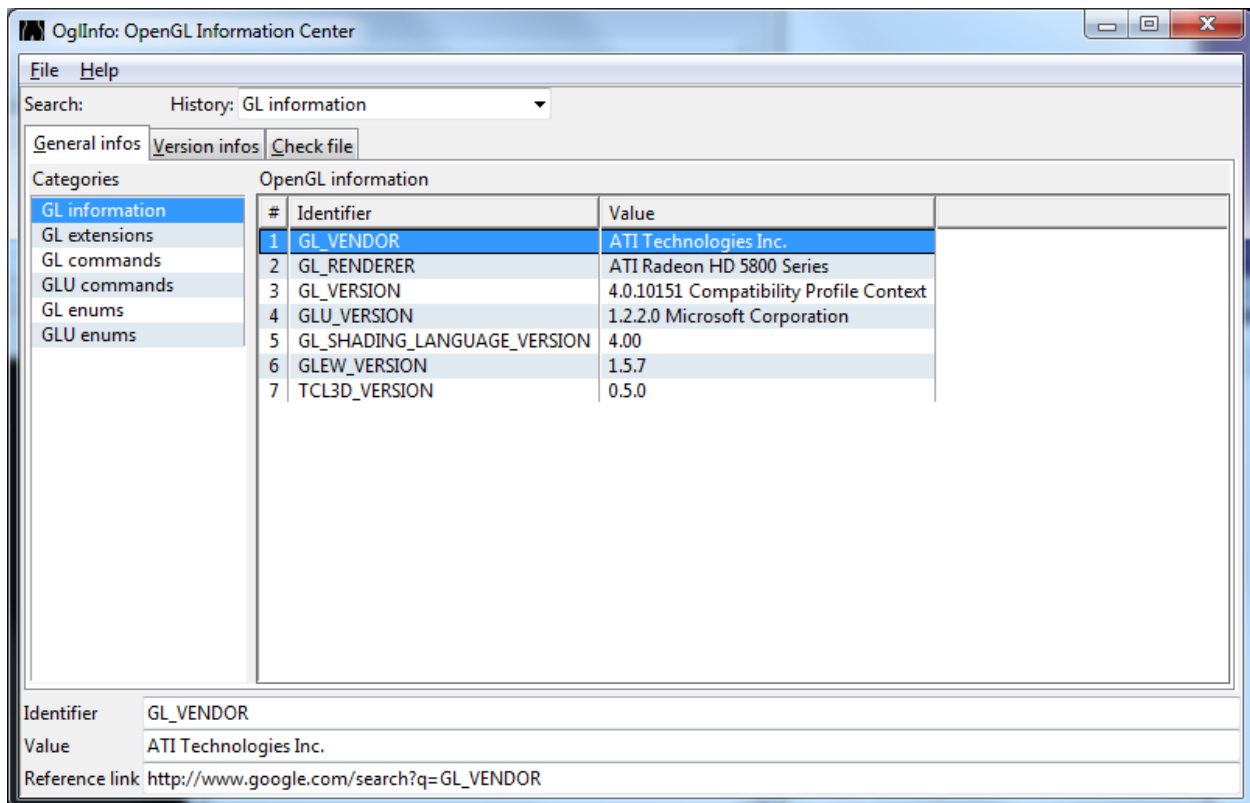 OglInfo: OpenGL Information Center
File Help
Search: History: GL information
General infos Version infos Check file
Categories
GL information
GL extensions
GL commands
GLU commands
GL enums
GLU enums
OpenGL information
# Identifier Value
1 GL_VENDOR ATI Technologies Inc.
2 GL_RENDERER ATI Radeon HD 5800 Series
3 GL_VERSION 4.0.10151 Compatibility Profile Context
4 GLU_VERSION 1.2.2.0 Microsoft Corporation
5 GL_SHADING_LANGUAGE_VERSION 4.00
6 GLEW_VERSION 1.5.7
7 TCL3D_VERSION 0.5.0
Identifier GL_VENDOR
Value ATI Technologies Inc.
Reference link http://www.google.com/search?q=GL_VENDOR